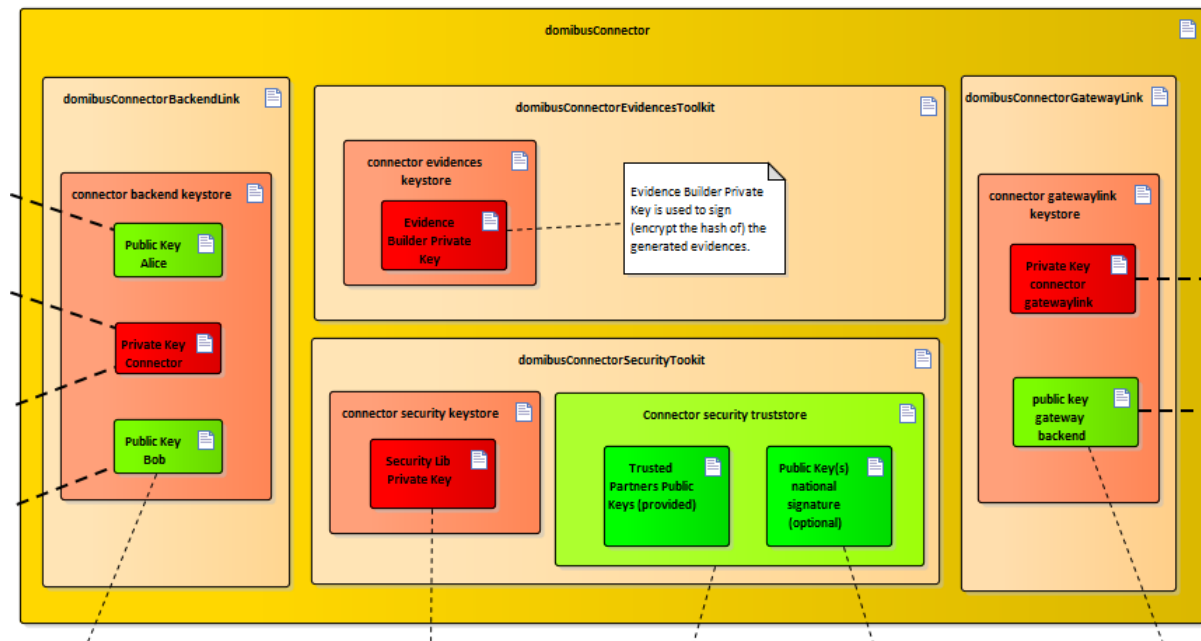 domibusConnector
domibusConnectorBackendLink
connector backend keystore
Public Key
Alice
Private Key
Connector
Public Key
Bob
domibusConnectorEvidencesToolkit
connector evidences
keystore
Evidence
Builder Private
Key
Evidence Builder Private
Key is used to sign
(encrypt the hash of) the
generated evidences.
domibusConnectorSecurityTookit
connector security keystore
Security Lib
Private Key
Connector security truststore
Trusted
Partners Public
Keys (provided)
Public Key(s)
national
signature
(optional)
domibusConnectorGatewayLink
connector gatewaylink
keystore
Private Key
connector
gatewaylink
public key
gateway
backend